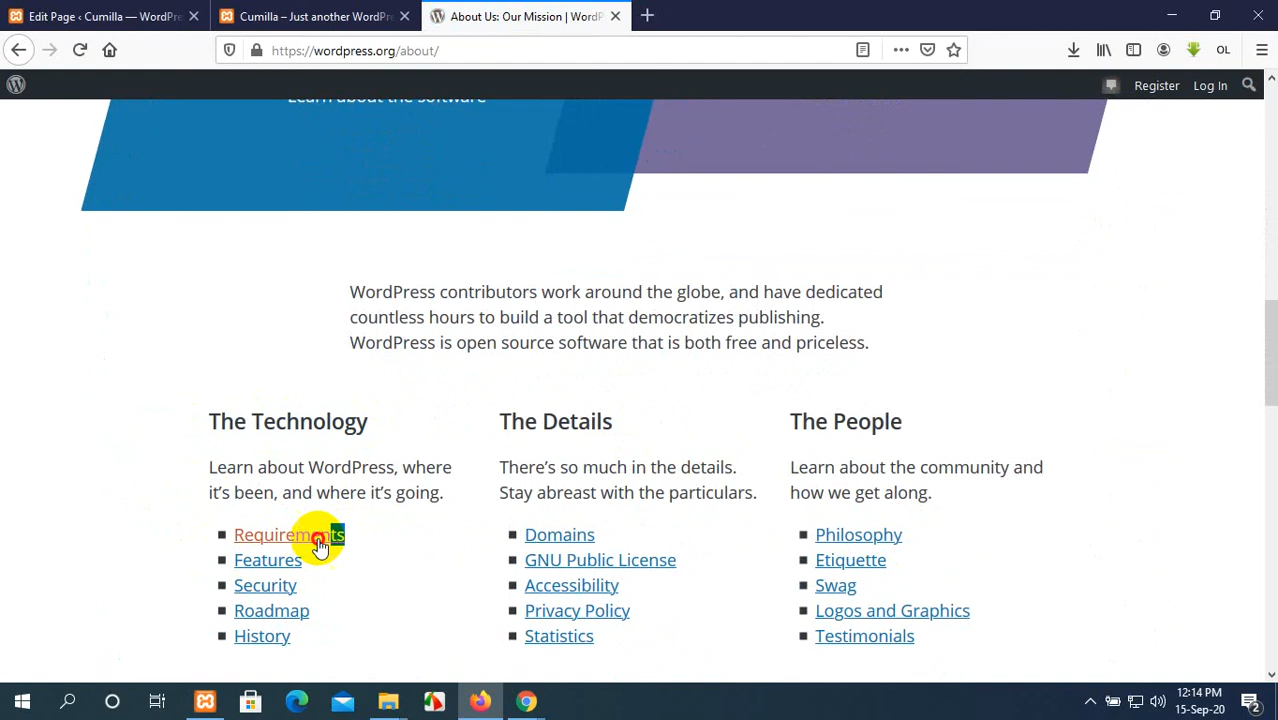 Edit Page ‹ Cumilla — WordPre
Cumilla – Just another WordPr
About Us: Our Mission | WordP
https://wordpress.org/about/
OL
Register
Log In
Learn about the software
WordPress contributors work around the globe, and have dedicated
countless hours to build a tool that democratizes publishing.
WordPress is open source software that is both free and priceless.
The Technology
Learn about WordPress, where
it’s been, and where it’s going.
Requirements
Features
Security
Roadmap
History
The Details
There’s so much in the details.
Stay abreast with the particulars.
Domains
GNU Public License
Accessibility
Privacy Policy
Statistics
The People
Learn about the community and
how we get along.
Philosophy
Etiquette
Swag
Logos and Graphics
Testimonials
12:14 PM
15-Sep-20
2